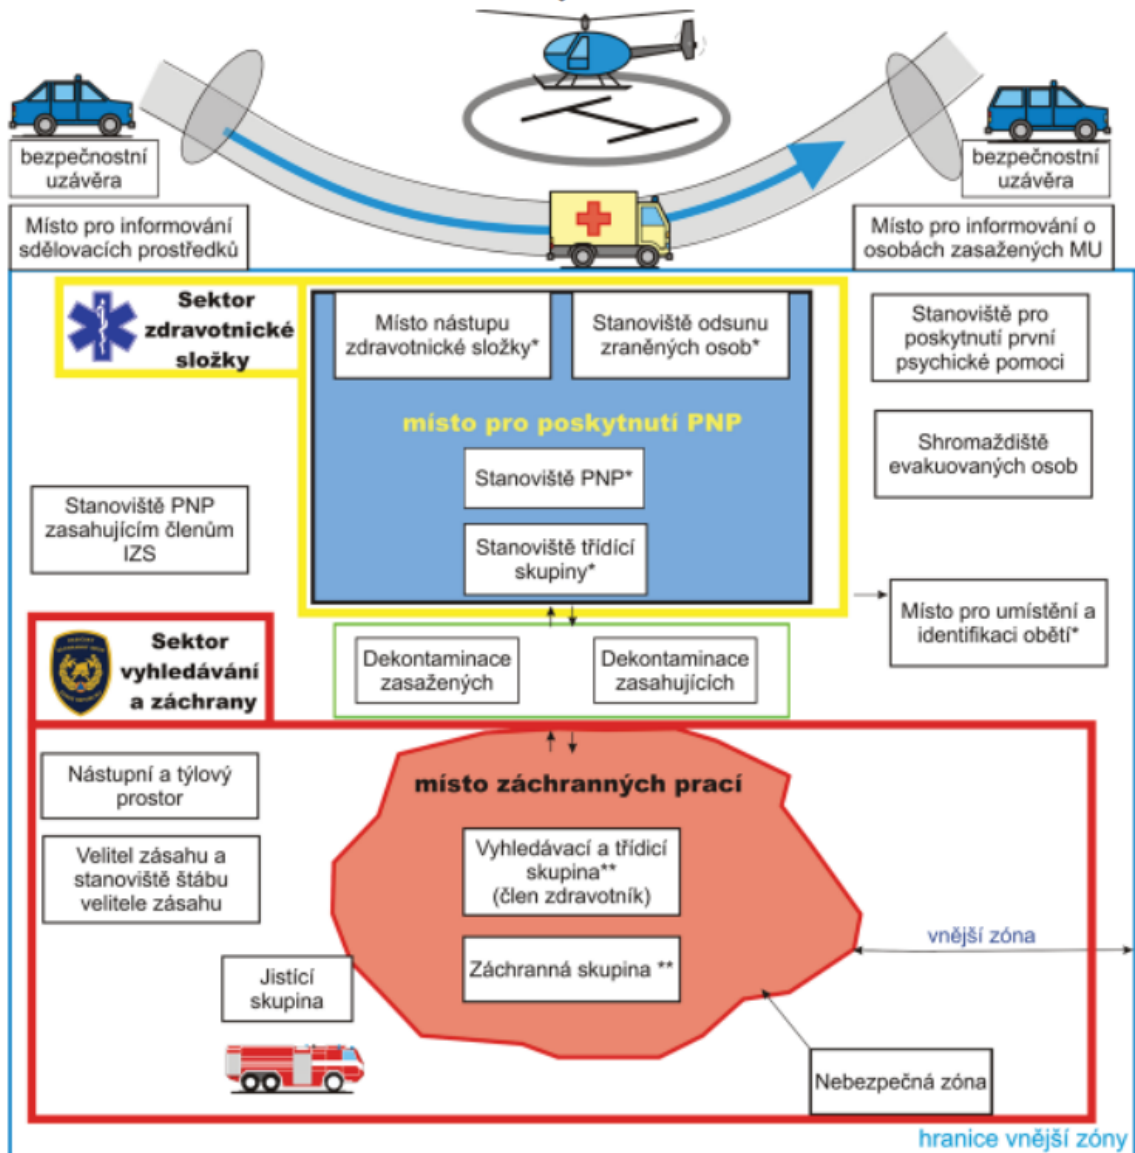 bezpečnostní
uzávěra
bezpečnostní
uzávěra
Místo pro informování
sdělovacích prostředků
Místo pro informování o
osobách zasažených MU
Sektor
zdravotnické
složky
Místo nástupu
zdravotnické složky*
Stanoviště odsunu
zraněných osob*
Stanoviště pro
poskytnutí první
psychické pomoci
místo pro poskytnutí PNP
Shromaždiště
evakuovaných osob
Stanoviště PNP*
Stanoviště PNP
zasahujícím členům
IZS
Stanoviště třídící
skupiny*
Místo pro umístění a
identifikaci obětí*
Sektor
vyhledávání
a záchrany
Dekontaminace
zasažených
Dekontaminace
zasahujících
Nástupní a týlový
prostor
místo záchranných prací
Velitel zásahu a
stanoviště štábu
velitele zásahu
Vyhledávací a třídicí
skupina**
(člen zdravotník)
vnější zóna
Záchranná skupina **
Jistící
skupina
Nebezpečná zóna
hranice vnější zóny